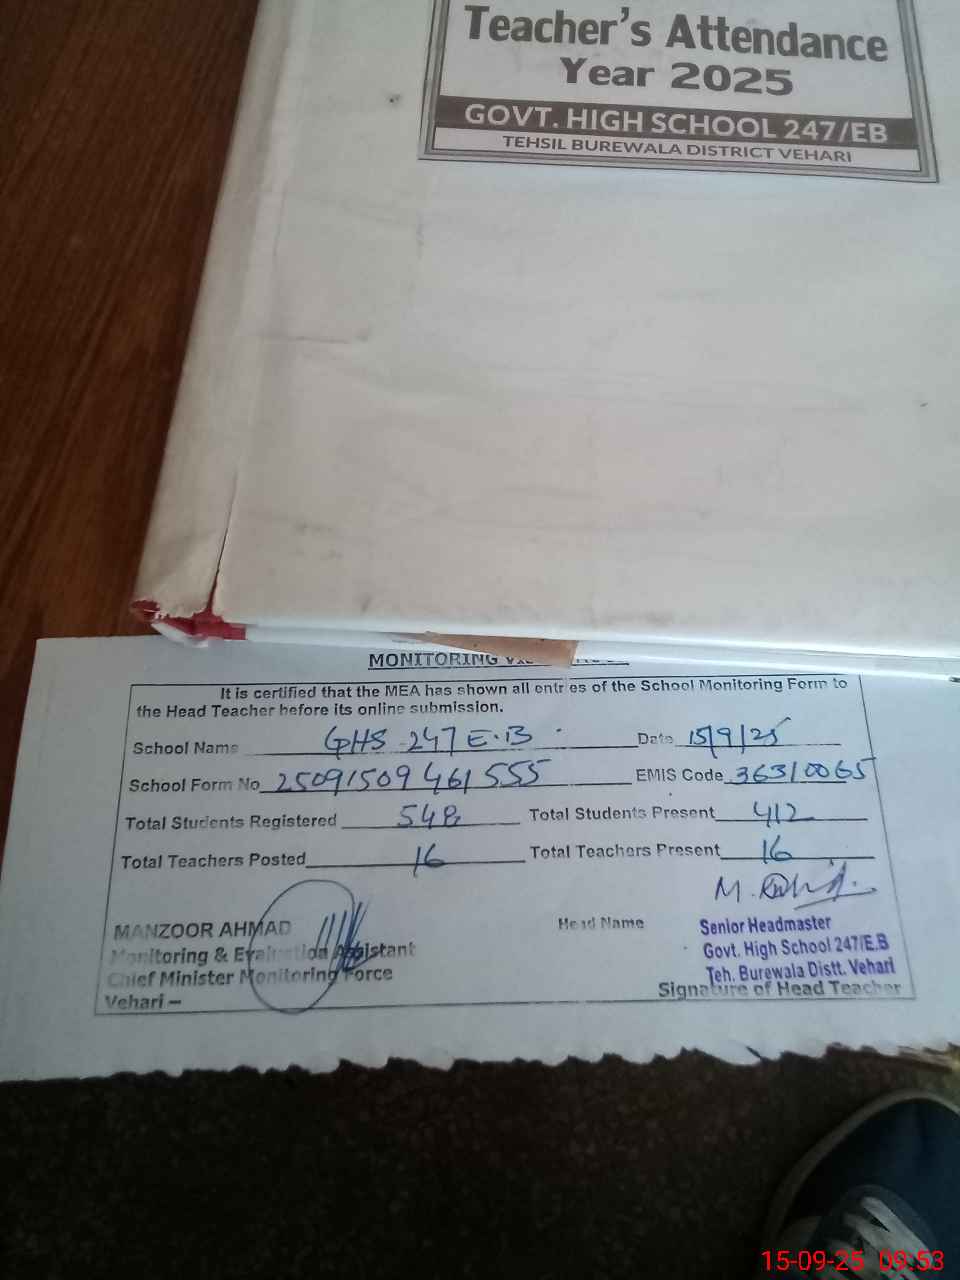 Teacher's Attendance
Year 2025
GOVT. HIGH SCHOOL 247/EB
TEHSIL BUREWALA DISTRICT VEHARI
MONITORING
It is certified that the MEA has shown all entries of the School Monitoring Form to
the Head Teacher before its online submission.
School Name GHS 247 E.B Date 15/9/25
School Form No 25091509461555 EMIS Code 36310065
Total Students Registered 548 Total Students Present 412
Total Teachers Posted 16 Total Teachers Present 16
MANZOOR AHMAD Head Name Senior Headmaster
Monitoring & Evaluation Assistant Govt. High School 247/E.B
Chief Minister Monitoring Force Teh. Burewala Distt. Vehari
Vehari – Signature of Head Teacher
15-09-25 09.53